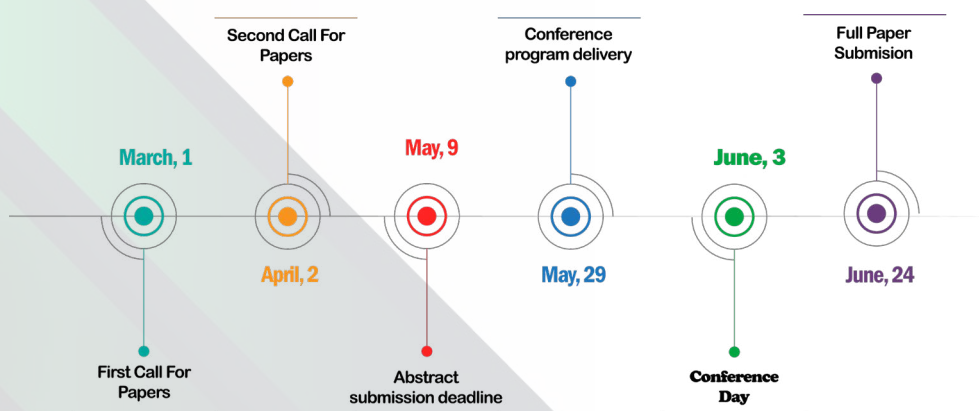 Second Call For
Papers
Conference
program delivery
Full Paper
Submision
March, 1
May, 9
June, 3
April, 2
May, 29
June, 24
First Call For
Papers
Abstract
submission deadline
Conference
Day